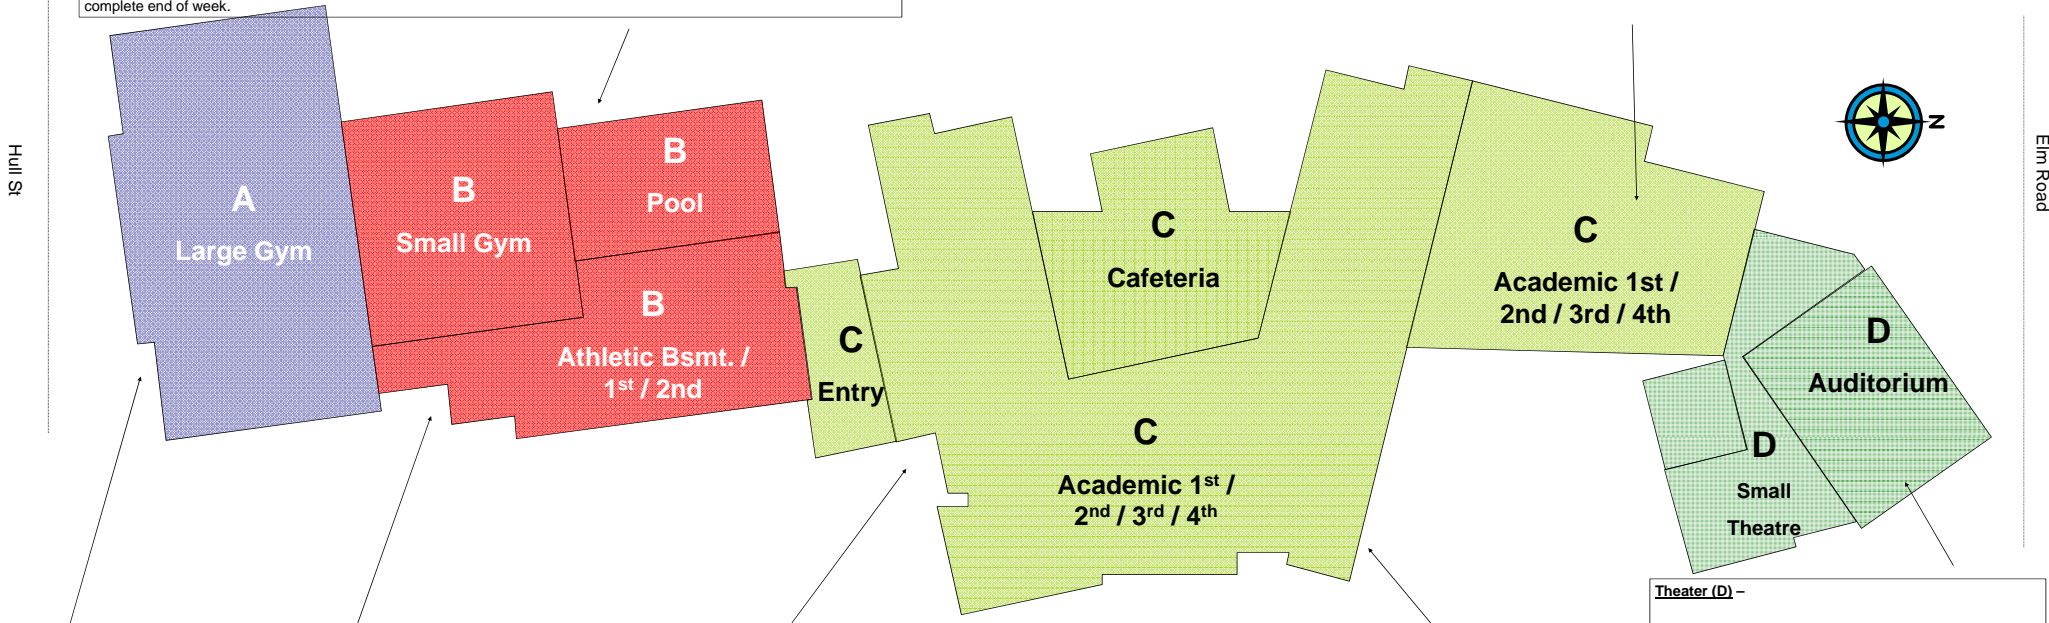 complete end of week.
Hull St
A
Large Gym
B
Small Gym
B
Pool
B
Athletic Bsmt. /
1st / 2nd
C
Entry
C
Cafeteria
C
Academic 1st /
2nd / 3rd / 4th
C
Academic 1st /
2nd / 3rd / 4th
N
Elm Road
D
Auditorium
D
Small
Theatre
Theater (D) –